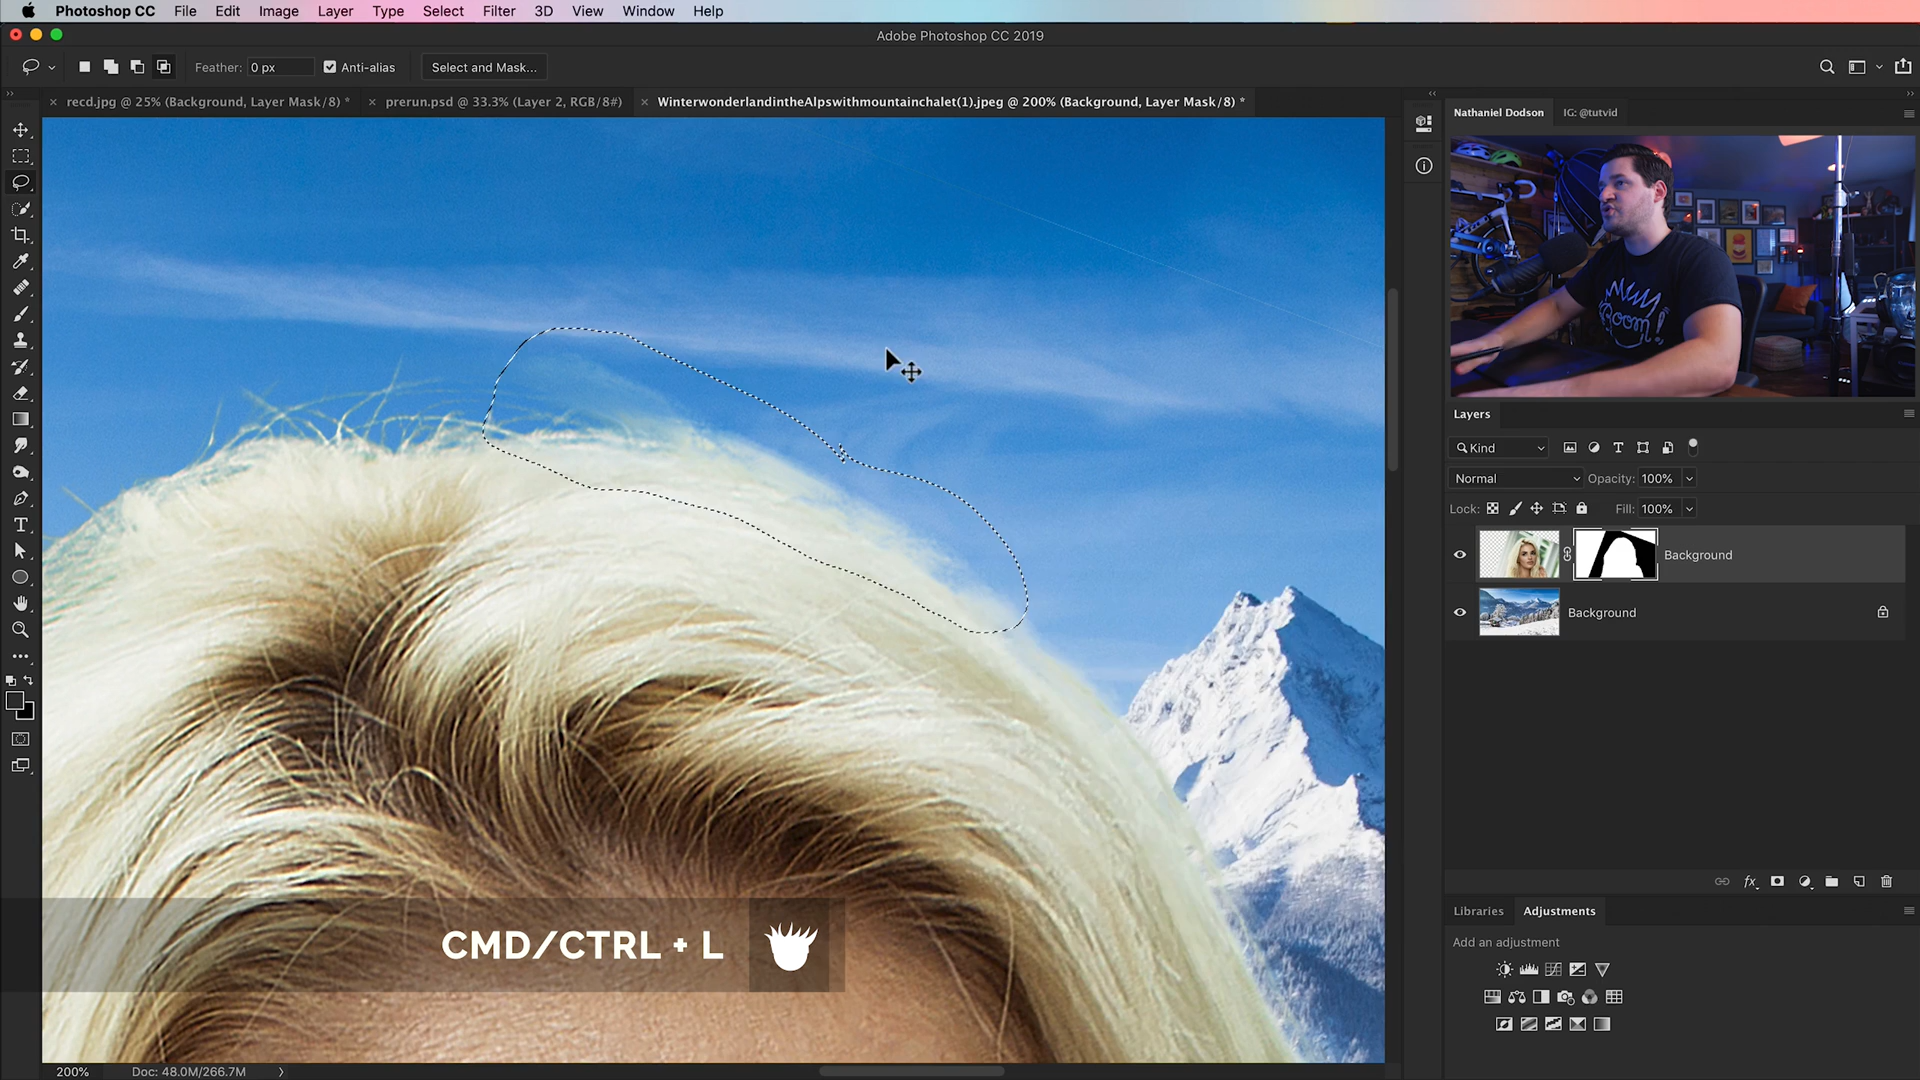 Photoshop CC File Edit Image Layer Type Select Filter 3D View Window Help
Adobe Photoshop CC 2019
Feather: 0 px Anti-alias Select and Mask...
recd.jpg @ 25% (Background, Layer Mask/8) * prerun.psd @ 33.3% (Layer 2, RGB/8#) WinterwonderlandintheAlpswithmountainchalet(1).jpeg @ 200% (Background, Layer Mask/8) *
Nathaniel Dodson IG: @tutvid
Boom!
Layers
Kind
Normal Opacity: 100%
Lock: Fill: 100%
Background
Background
Libraries Adjustments
Add an adjustment
CMD/CTRL + L
200% Doc: 48.0M/266.7M